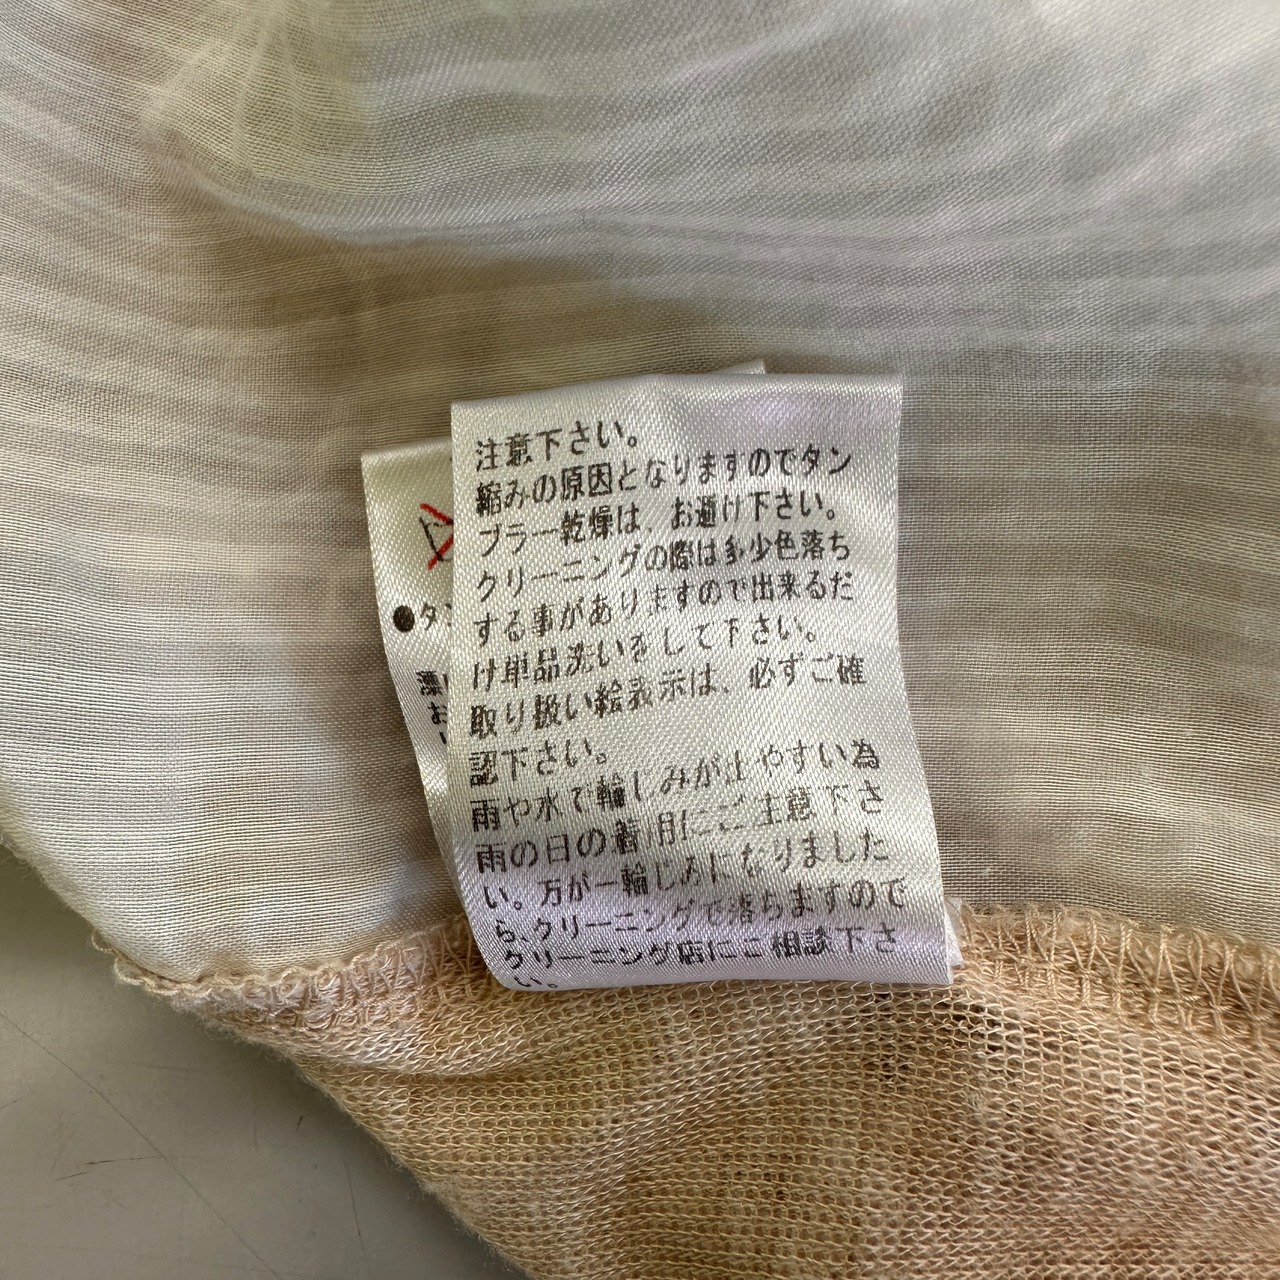 注意下さい。
縮みの原因となりますのでタン
ブラー乾燥は、お避け下さい。
クリーニングの際は多少色落ち
する事がありますので出来るだ
け単品洗いをして下さい。
取り扱い絵表示は、必ずご確
認下さい。
雨や水で輪じみが出やすい為
雨の日の着用にご注意下さ
い。万が一輪じみになりました
ら、クリーニングで落ちますので
クリーニング店にご相談下さ
い。
●タン
漂
お